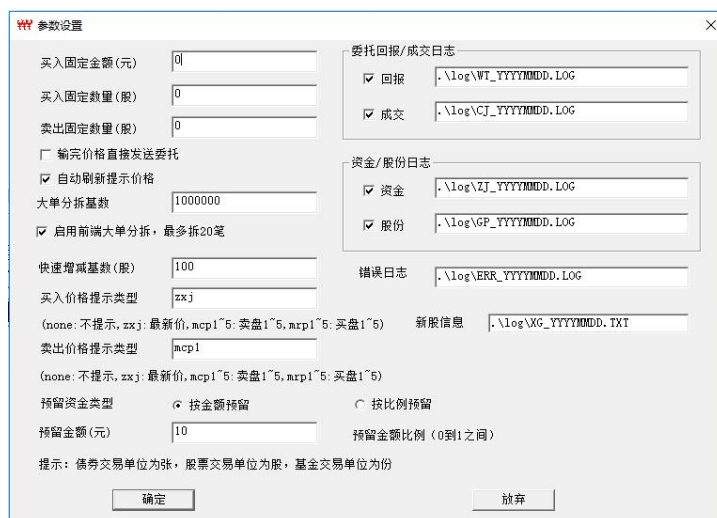 参数设置
买入固定金额(元) 0
买入固定数量(股) 0
卖出固定数量(股) 0
输完价格直接发送委托
自动刷新提示价格
大单分拆基数 1000000
启用前端大单分拆，最多拆20笔
快速增减基数(股) 100
买入价格提示类型 zxj
(none:不提示,zxj:最新价,mcp1~5:卖盘1~5,mrp1~5:买盘1~5)
卖出价格提示类型 mcp1
(none:不提示,zxj:最新价,mcp1~5:卖盘1~5,mrp1~5:买盘1~5)
预留资金类型 按金额预留 按比例预留
预留金额(元) 10 预留金额比例（0到1之间）
提示：债券交易单位为张，股票交易单位为股，基金交易单位为份
确定 放弃
委托回报/成交日志
回报 .\log\WT_YYYYMMDD.LOG
成交 .\log\CJ_YYYYMMDD.LOG
资金/股份日志
资金 .\log\ZJ_YYYYMMDD.LOG
股份 .\log\GP_YYYYMMDD.LOG
错误日志 .\log\ERR_YYYYMMDD.LOG
新股信息 .\log\XG_YYYYMMDD.TXT